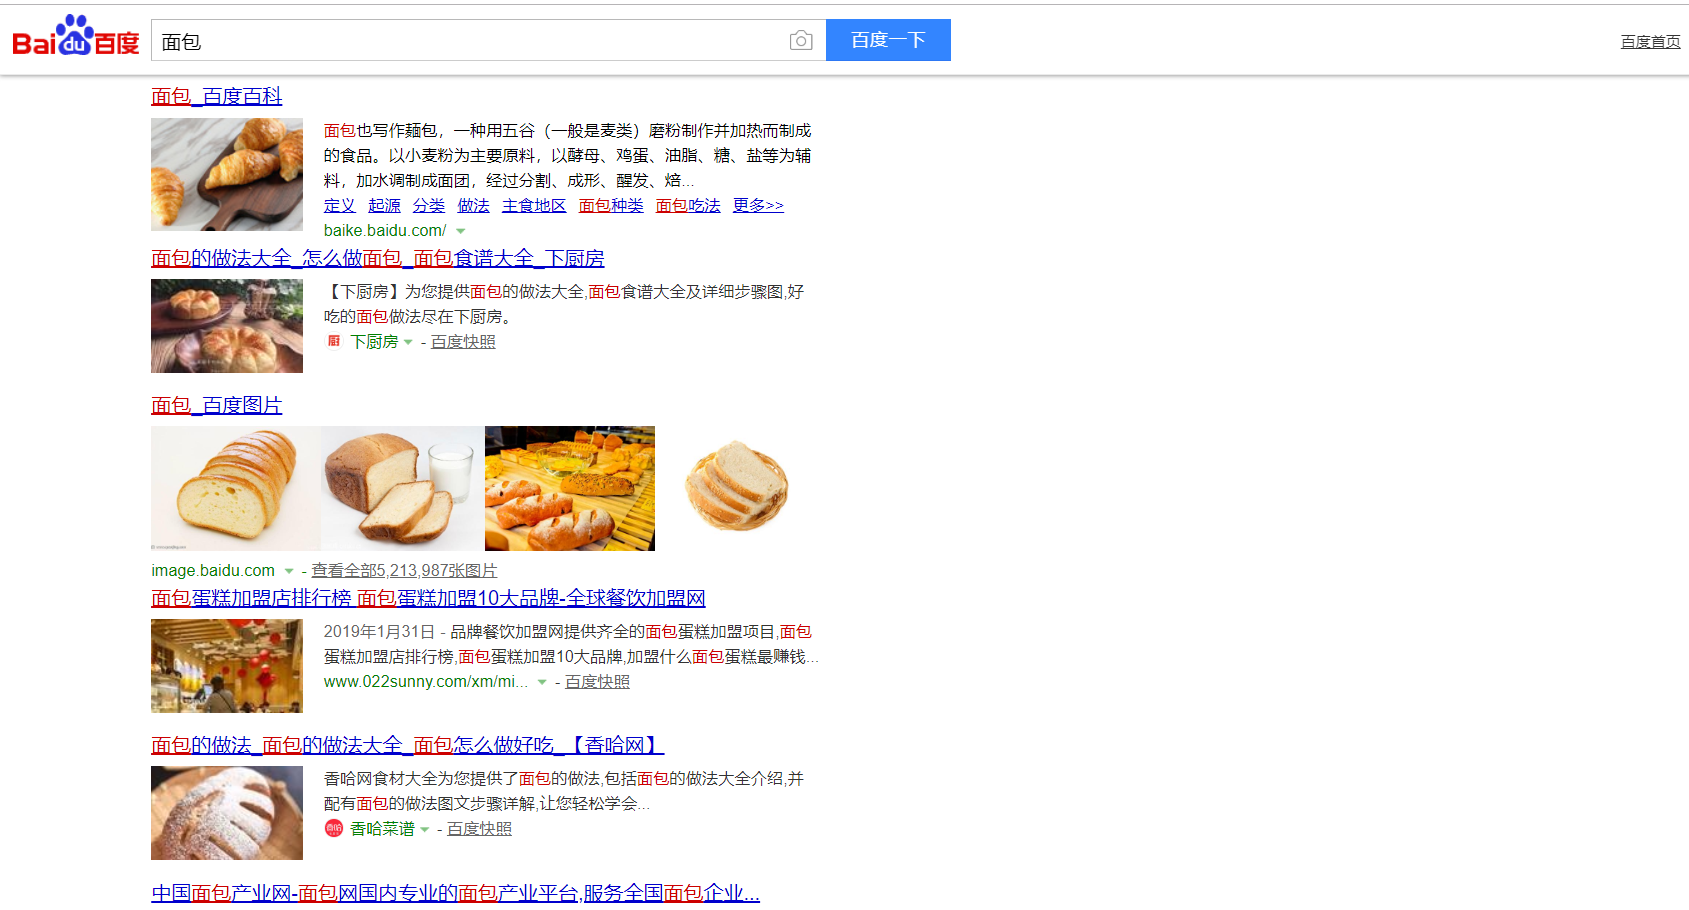 Bai du 百度
面包
百度一下
百度首页
面包_百度百科
面包也写作麺包，一种用五谷（一般是麦类）磨粉制作并加热而制成
的食品。以小麦粉为主要原料，以酵母、鸡蛋、油脂、糖、盐等为辅
料，加水调制成面团，经过分割、成形、醒发、焙...
定义 起源 分类 做法 主食地区 面包种类 面包吃法 更多>>
baike.baidu.com/
面包的做法大全_怎么做面包_面包食谱大全_下厨房
【下厨房】为您提供面包的做法大全,面包食谱大全及详细步骤图,好
吃的面包做法尽在下厨房。
厨 下厨房 - 百度快照
面包_百度图片
image.baidu.com - 查看全部5,213,987张图片
面包蛋糕加盟店排行榜 面包蛋糕加盟10大品牌-全球餐饮加盟网
2019年1月31日 - 品牌餐饮加盟网提供齐全的面包蛋糕加盟项目,面包
蛋糕加盟店排行榜,面包蛋糕加盟10大品牌,加盟什么面包蛋糕最赚钱...
www.022sunny.com/xm/mi... - 百度快照
面包的做法_面包的做法大全_面包怎么做好吃_【香哈网】
香哈网食材大全为您提供了面包的做法,包括面包的做法大全介绍,并
配有面包的做法图文步骤详解,让您轻松学会...
香哈 香哈菜谱 - 百度快照
中国面包产业网-面包网国内专业的面包产业平台,服务全国面包企业...